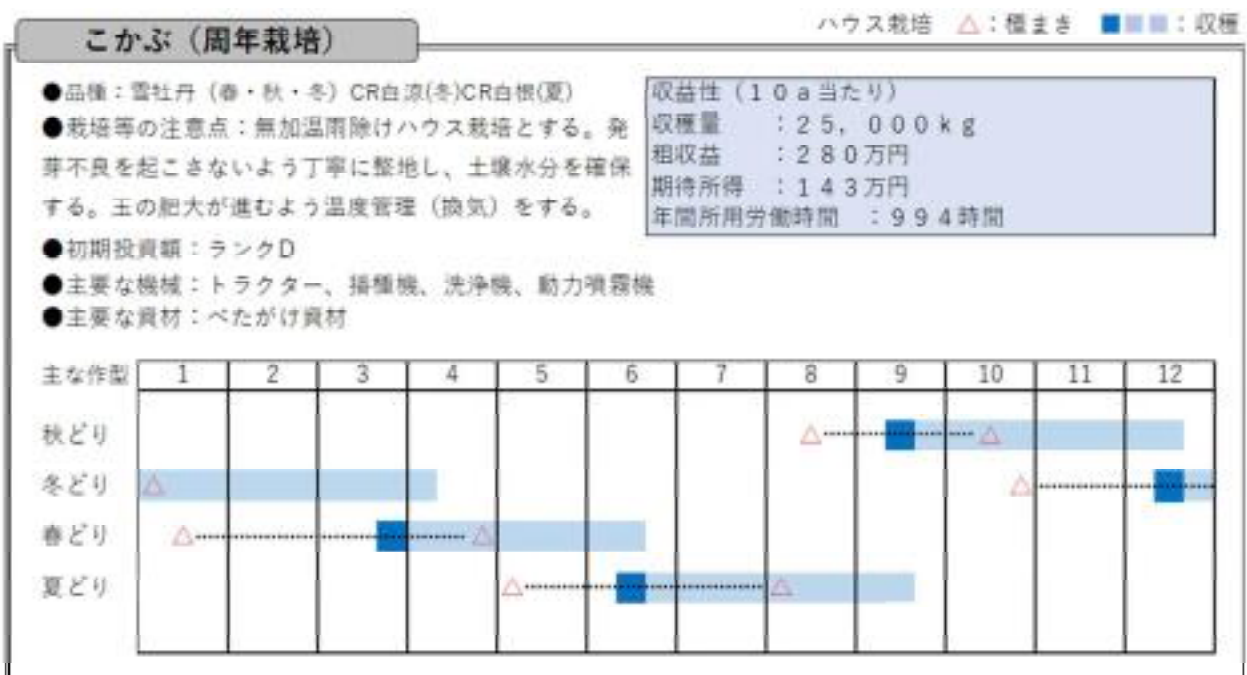 ハウス栽培 △：種まき ■■■：収穫
こかぶ（周年栽培）
●品種：雪牡丹（春・秋・冬）CR白涼(冬)CR白根(夏)
●栽培等の注意点：無加温雨除けハウス栽培とする。発
芽不良を起こさないよう丁寧に整地し、土壌水分を確保
する。玉の肥大が進むよう温度管理（換気）をする。
●初期投資額：ランクD
●主要な機械：トラクター、播種機、洗浄機、動力噴霧機
●主要な資材：べたがけ資材
収益性（１０ａ当たり）
収穫量 ：２５，０００ｋｇ
粗収益 ：２８０万円
期待所得 ：１４３万円
年間所用労働時間 ：９９４時間
主な作型 1 2 3 4 5 6 7 8 9 10 11 12
秋どり
冬どり
春どり
夏どり